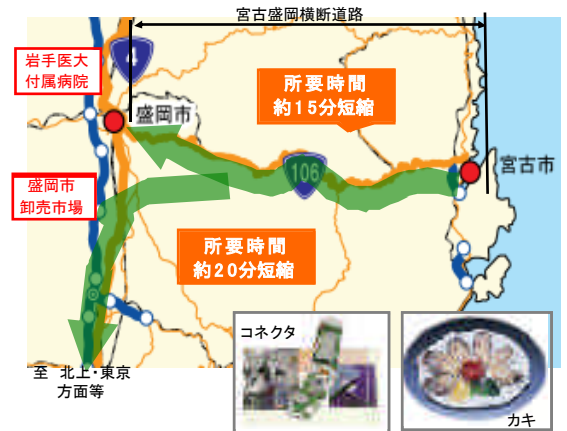 宮古盛岡横断道路
岩手医大
付属病院
4
盛岡市
所要時間
約15分短縮
106
宮古市
盛岡市
卸売市場
所要時間
約20分短縮
至 北上・東京
方面等
コネクタ
カキ